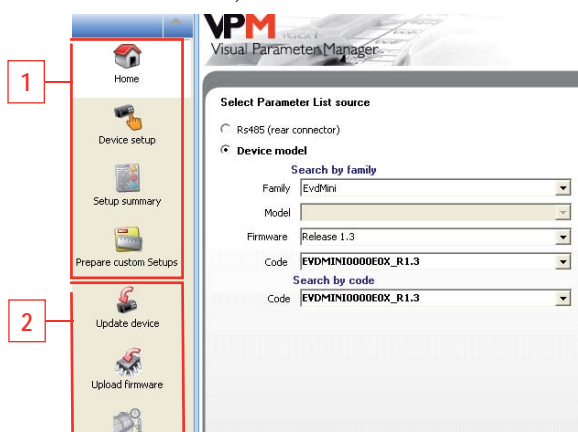 VPM
Visual Parameter Manager
1
Home
Device setup
Setup summary
Prepare custom Setups
2
Update device
Upload firmware
Select Parameter List source
Rs485 (rear connector)
Device model
Search by family
Family EvdMini
Model
Firmware Release 1.3
Code EVDMINI0000E0X_R1.3
Search by code
Code EVDMINI0000E0X_R1.3